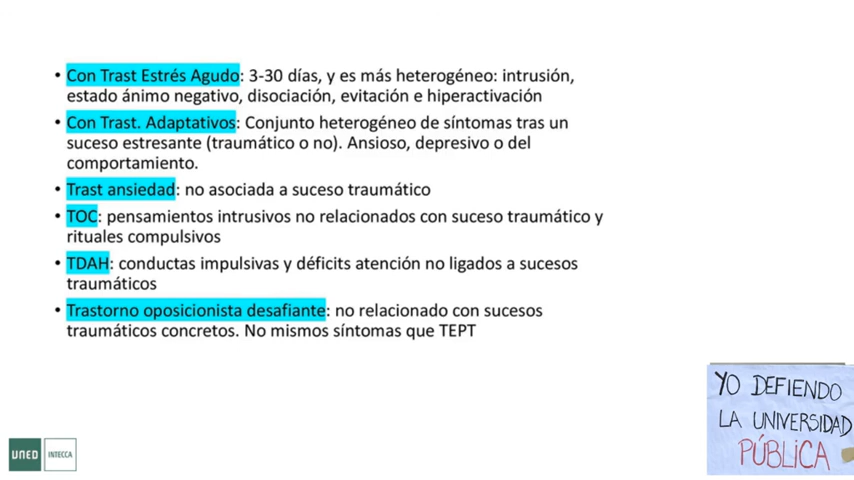 • Con Trast Estrés Agudo: 3-30 días, y es más heterogéneo: intrusión,
estado ánimo negativo, disociación, evitación e hiperactivación
• Con Trast. Adaptativos: Conjunto heterogéneo de síntomas tras un
suceso estresante (traumático o no). Ansioso, depresivo o del
comportamiento.
• Trast ansiedad: no asociada a suceso traumático
• TOC: pensamientos intrusivos no relacionados con suceso traumático y
rituales compulsivos
• TDAH: conductas impulsivas y déficits atención no ligados a sucesos
traumáticos
• Trastorno oposicionista desafiante: no relacionado con sucesos
traumáticos concretos. No mismos síntomas que TEPT
YO DEFIENDO
LA UNIVERSIDAD
PÚBLICA
UNED INTECCA